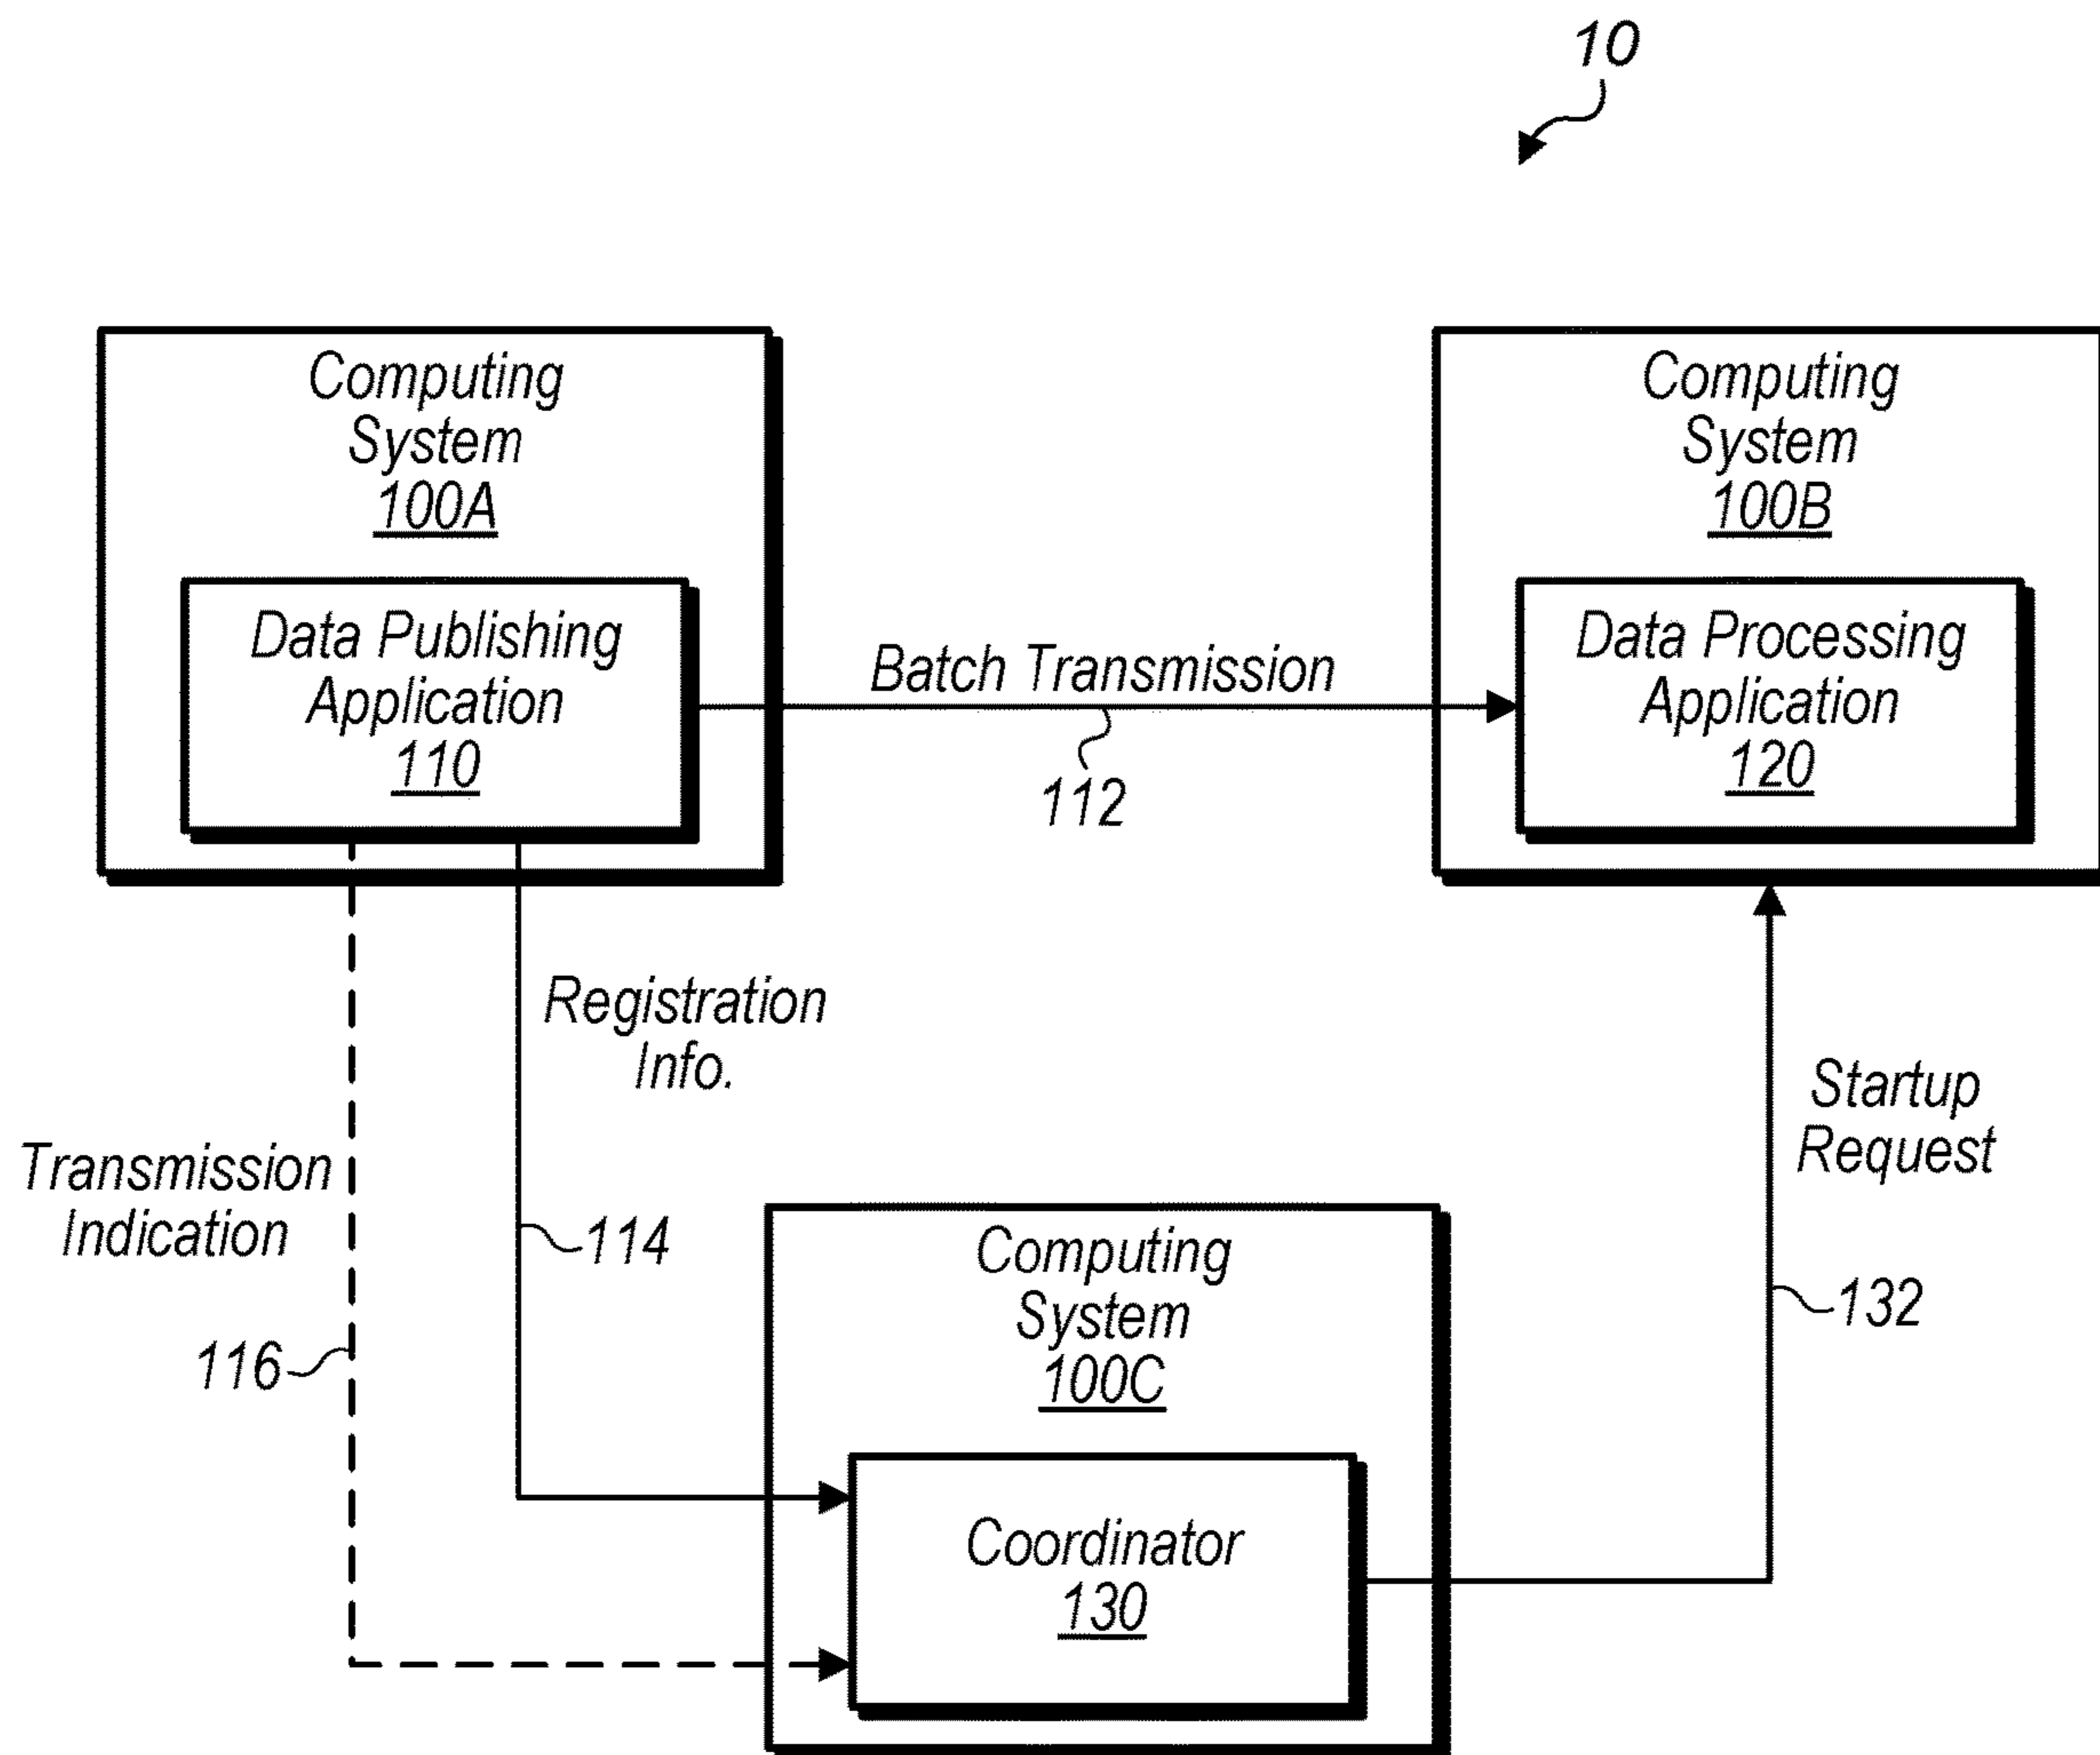 10
Computing
System
100A
Data Publishing
Application
110
Batch Transmission
112
Computing
System
100B
Data Processing
Application
120
Registration
Info.
114
Transmission
Indication
116
Startup
Request
132
Computing
System
100C
Coordinator
130